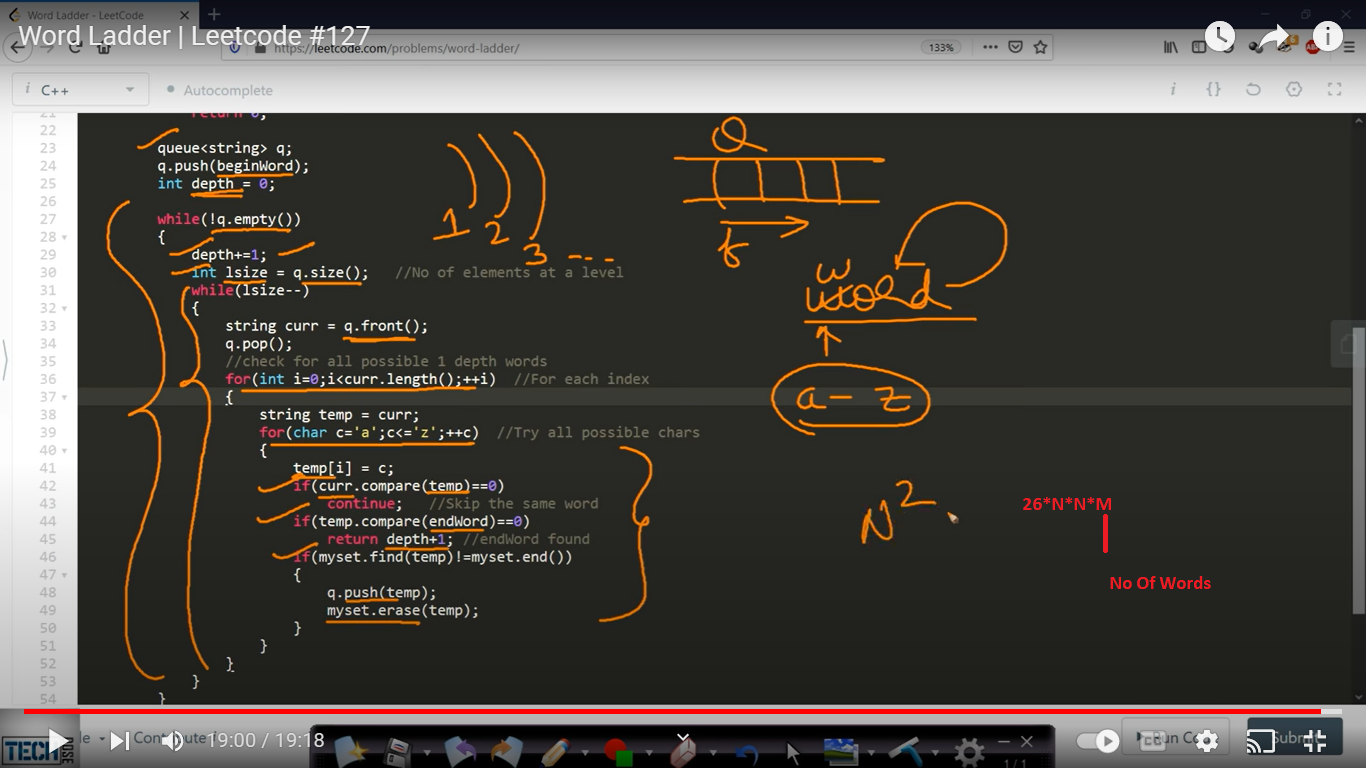 Word Ladder - LeetCode
Word Ladder | Leetcode #127
https://leetcode.com/problems/word-ladder/
133%
C++
Autocomplete
21 return 0;
22
23 queue<string> q;
24 q.push(beginWord);
25 int depth = 0;
26
27 while(!q.empty())
28 {
29 depth+=1;
30 int lsize = q.size(); //No of elements at a level
31 while(lsize--)
32 {
33 string curr = q.front();
34 q.pop();
35 //check for all possible 1 depth words
36 for(int i=0;i<curr.length();++i) //For each index
37 {
38 string temp = curr;
39 for(char c='a';c<='z';++c) //Try all possible chars
40 {
41 temp[i] = c;
42 if(curr.compare(temp)==0)
43 continue; //Skip the same word
44 if(temp.compare(endWord)==0)
45 return depth+1; //endWord found
46 if(myset.find(temp)!=myset.end())
47 {
48 q.push(temp);
49 myset.erase(temp);
50 }
51 }
52 }
53 }
54 }
1 2 3 ---
Q
f
w
d
a - z
N2
26*N*N*M
No Of Words
19:00 / 19:18
TECH
DOSE
Contribute i
Run Co
Submit
1/1